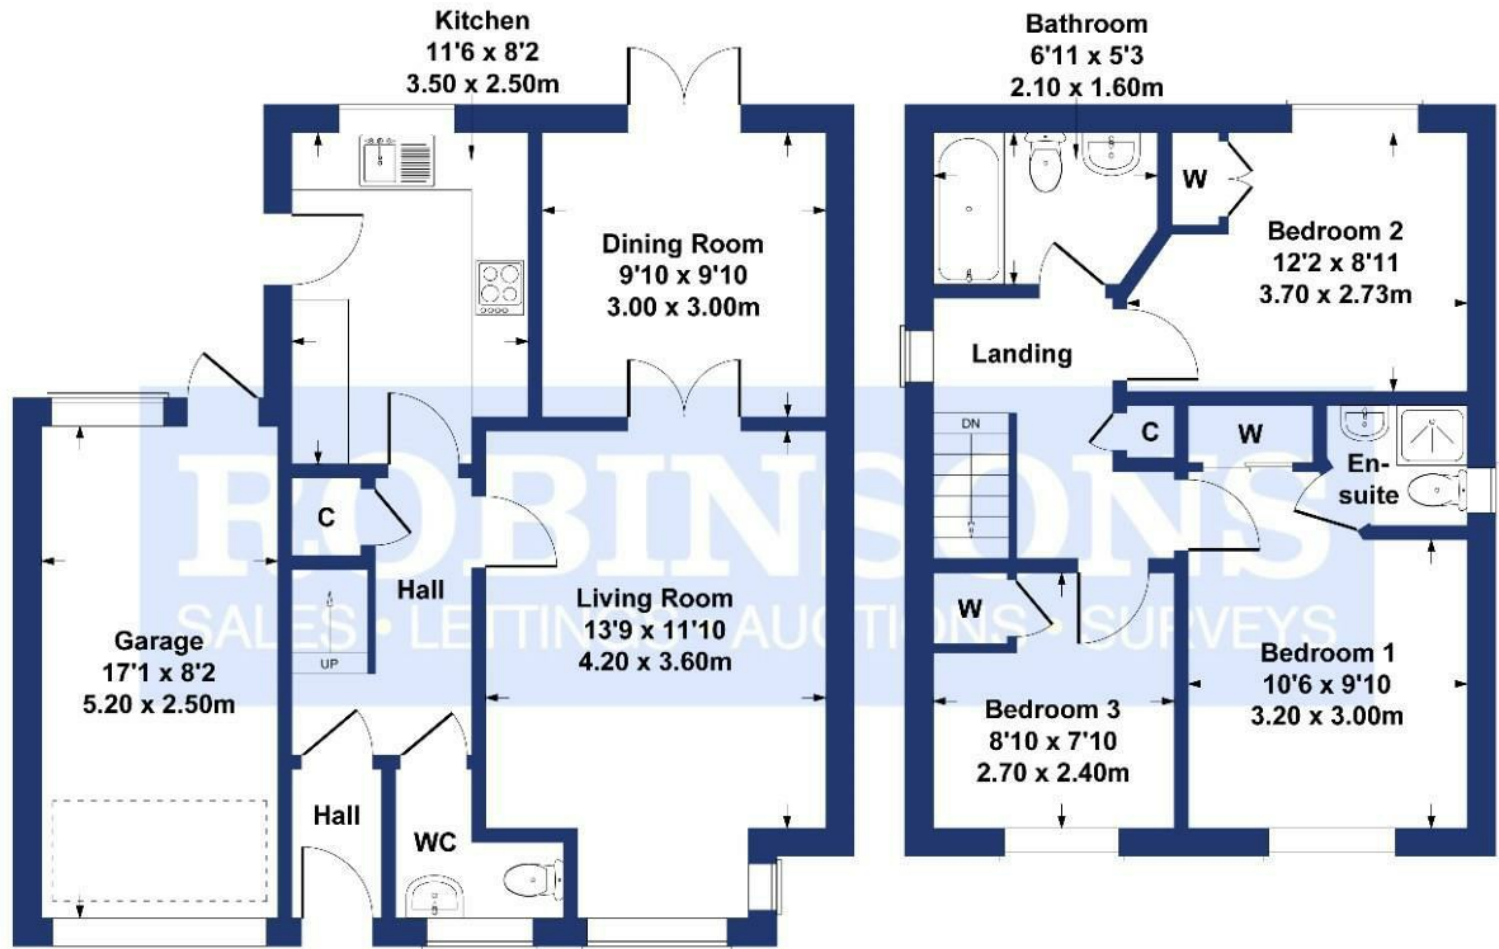 Kitchen
11'6 x 8'2
3.50 x 2.50m
Dining Room
9'10 x 9'10
3.00 x 3.00m
C
Hall
UP
Living Room
13'9 x 11'10
4.20 x 3.60m
Garage
17'1 x 8'2
5.20 x 2.50m
Hall
WC
Bathroom
6'11 x 5'3
2.10 x 1.60m
W
Bedroom 2
12'2 x 8'11
3.70 x 2.73m
Landing
DN
C
W
En-
suite
W
Bedroom 3
8'10 x 7'10
2.70 x 2.40m
Bedroom 1
10'6 x 9'10
3.20 x 3.00m
ROBINSONS
SALES • LETTINGS • AUCTIONS • SURVEYS